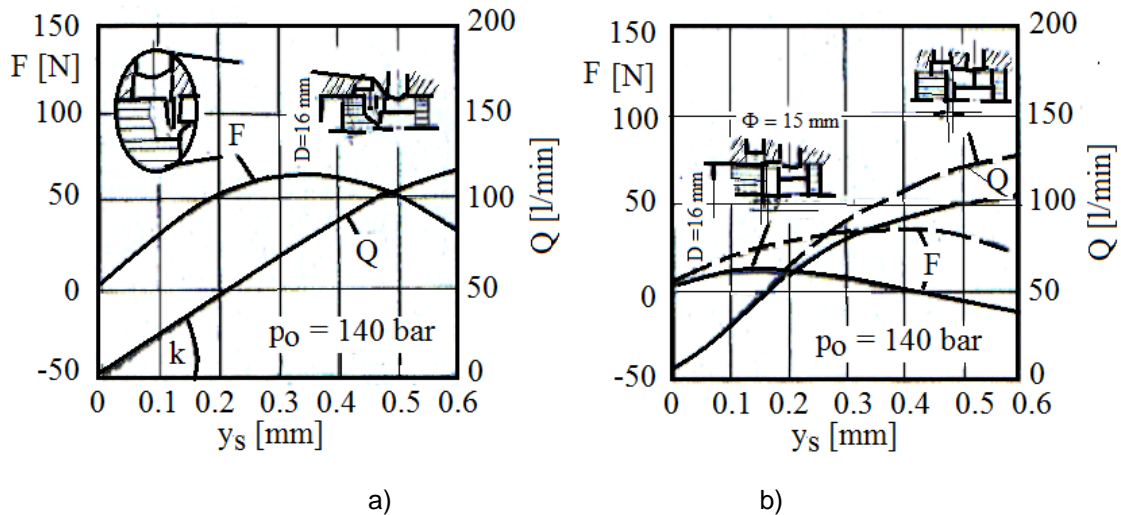 150
F [N]
100
50
0
-50
D=16 mm
F
Q
k
p₀ = 140 bar
200
150
100
50
0
Q [l/min]
0 0.1 0.2 0.3 0.4 0.5 0.6
yₛ [mm]
a)
150
F [N]
100
50
0
-50
Φ = 15 mm
D=16 mm
Q
F
p₀ = 140 bar
200
150
100
50
0
Q [l/min]
0 0.1 0.2 0.3 0.4 0.5 0.6
yₛ [mm]
b)